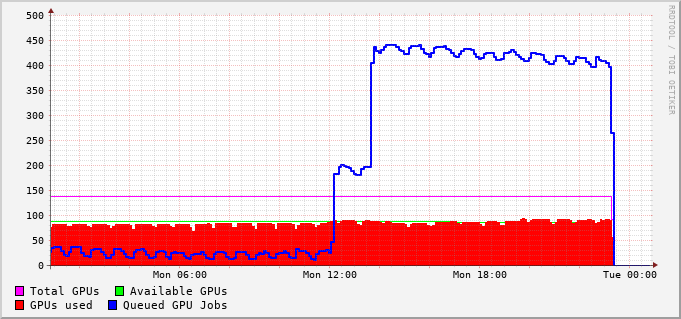 500
450
400
350
300
250
200
150
100
50
0
Mon 06:00 Mon 12:00 Mon 18:00 Tue 00:00
Total GPUs Available GPUs
GPUs used Queued GPU Jobs
RRDTOOL / TOBI OETIKER